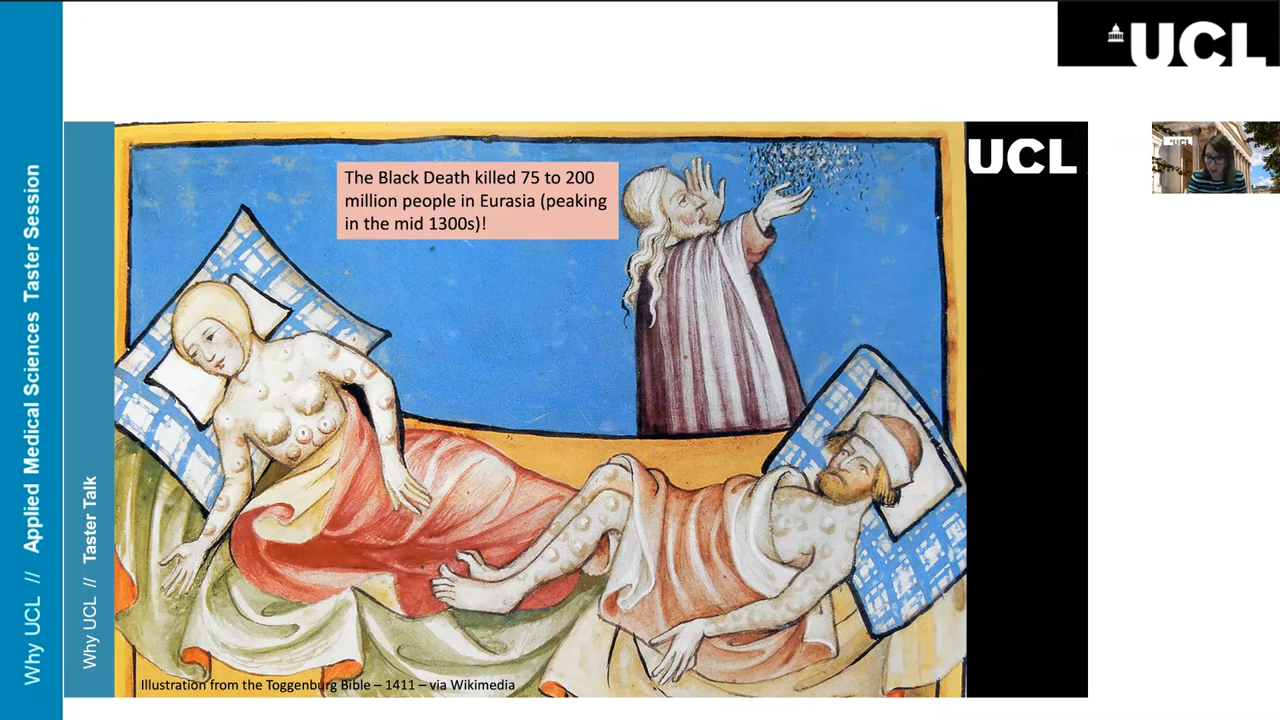 UCL
Why UCL // Applied Medical Sciences Taster Session
Why UCL // Taster Talk
The Black Death killed 75 to 200
million people in Eurasia (peaking
in the mid 1300s)!
UCL
UCL
Illustration from the Toggenburg Bible – 1411 – via Wikimedia